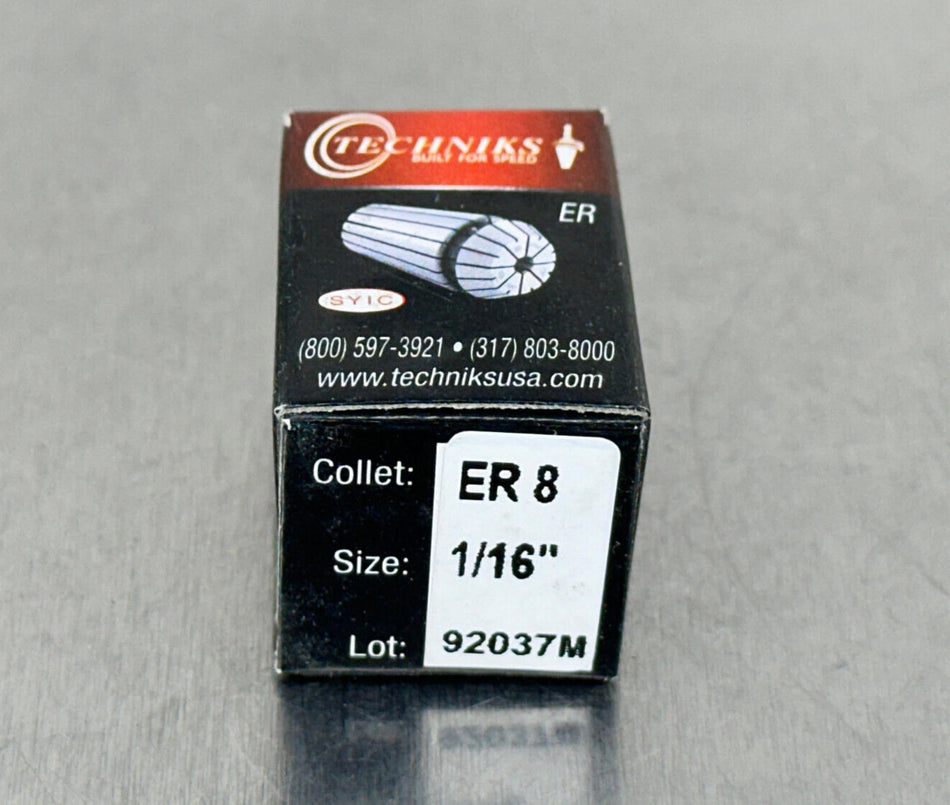 TECHNIKS
BUILT FOR SPEED
ER
SYIC
(800) 597-3921 • (317) 803-8000
www.techniksusa.com
Collet: ER 8
Size: 1/16"
Lot: 92037M